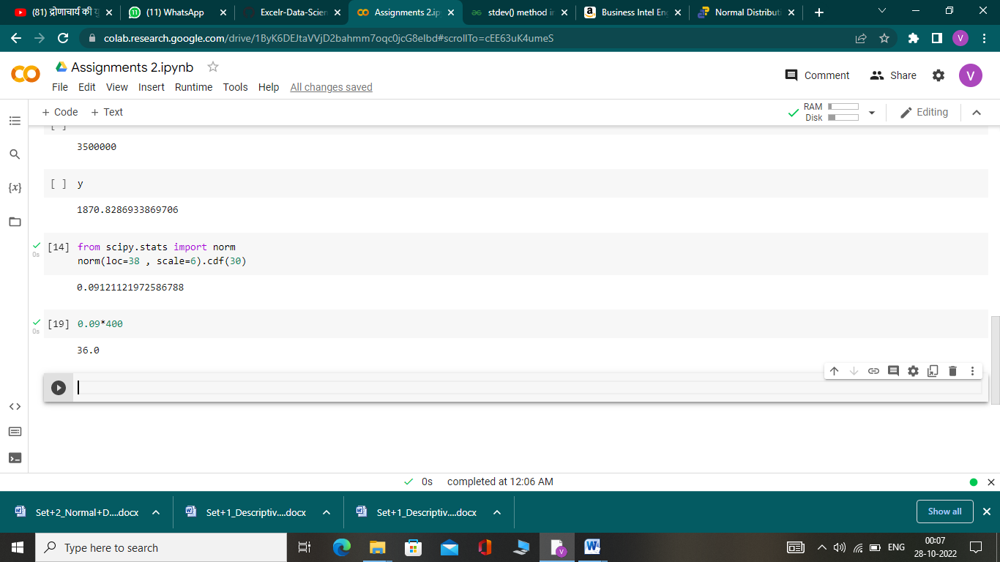 (81) द्रोणाचार्य की यु
(11) WhatsApp
Excelr-Data-Scien
Assignments 2.ip
stdev() method in
Business Intel Eng
Normal Distributi
colab.research.google.com/drive/1ByK6DEJtaVVjD2bahmm7oqc0jcG8eIbd#scrollTo=cEE63uK4umeS
V
Assignments 2.ipynb
Comment
Share
V
File Edit View Insert Runtime Tools Help All changes saved
+ Code + Text
RAM
Disk
Editing
[ ]
3500000
{x}
[ ] y
1870.8286933869706
[14] from scipy.stats import norm
0s
norm(loc=38 , scale=6).cdf(30)
0.09121121972586788
[19] 0.09*400
0s
36.0
0s completed at 12:06 AM
Set+2_Normal+D....docx
Set+1_Descriptiv....docx
Set+1_Descriptiv....docx
Show all
Type here to search
ENG
00:07
28-10-2022